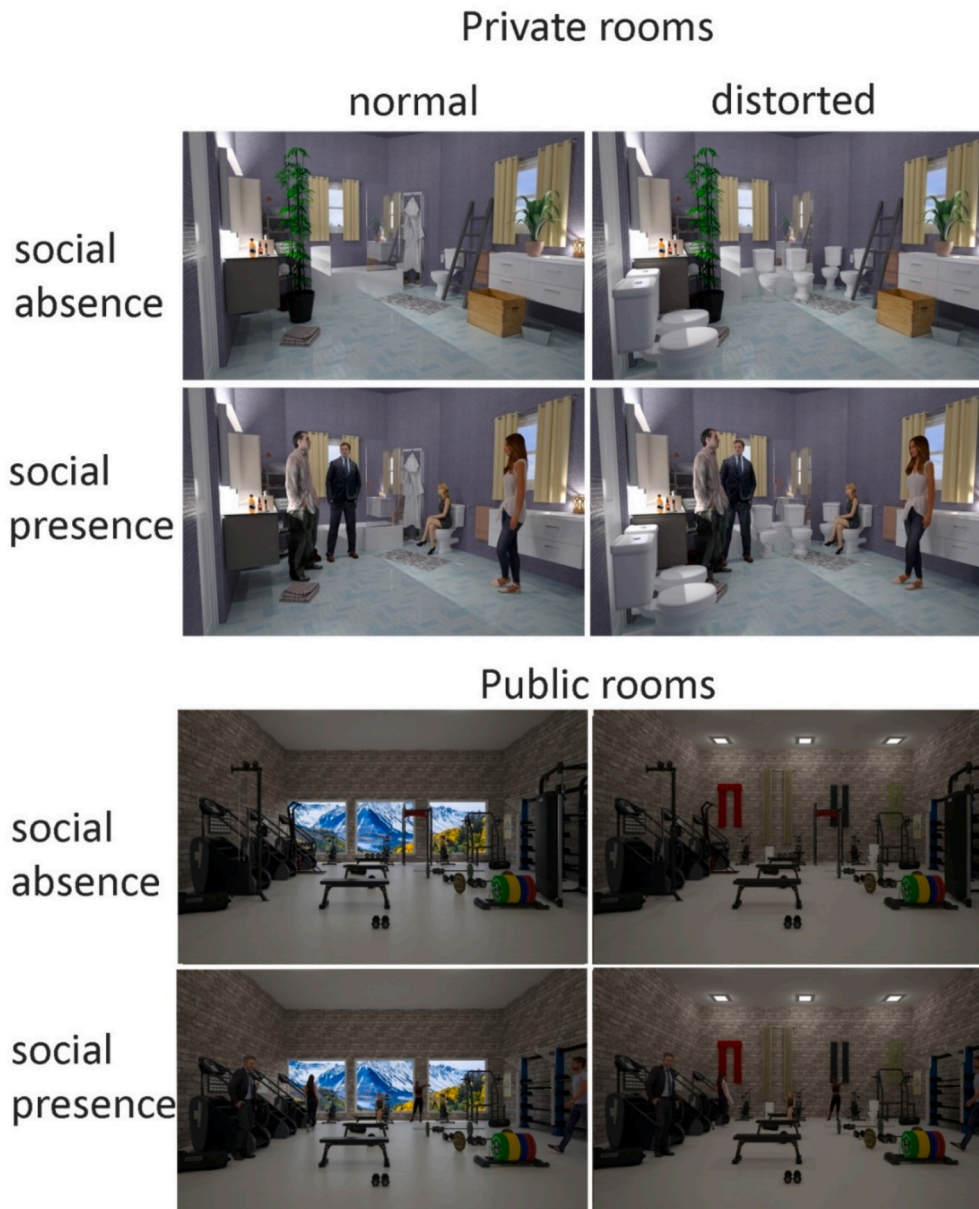 Private rooms
normal distorted
social
absence
social
presence
Public rooms
social
absence
social
presence